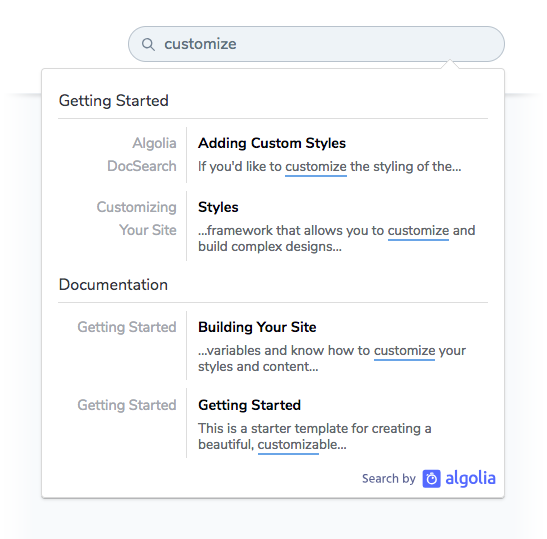 customize
Getting Started
Algolia
DocSearch
Adding Custom Styles
If you'd like to customize the styling of the...
Customizing
Your Site
Styles
...framework that allows you to customize and
build complex designs...
Documentation
Getting Started
Building Your Site
...variables and know how to customize your
styles and content...
Getting Started
Getting Started
This is a starter template for creating a
beautiful, customizable...
Search by algolia